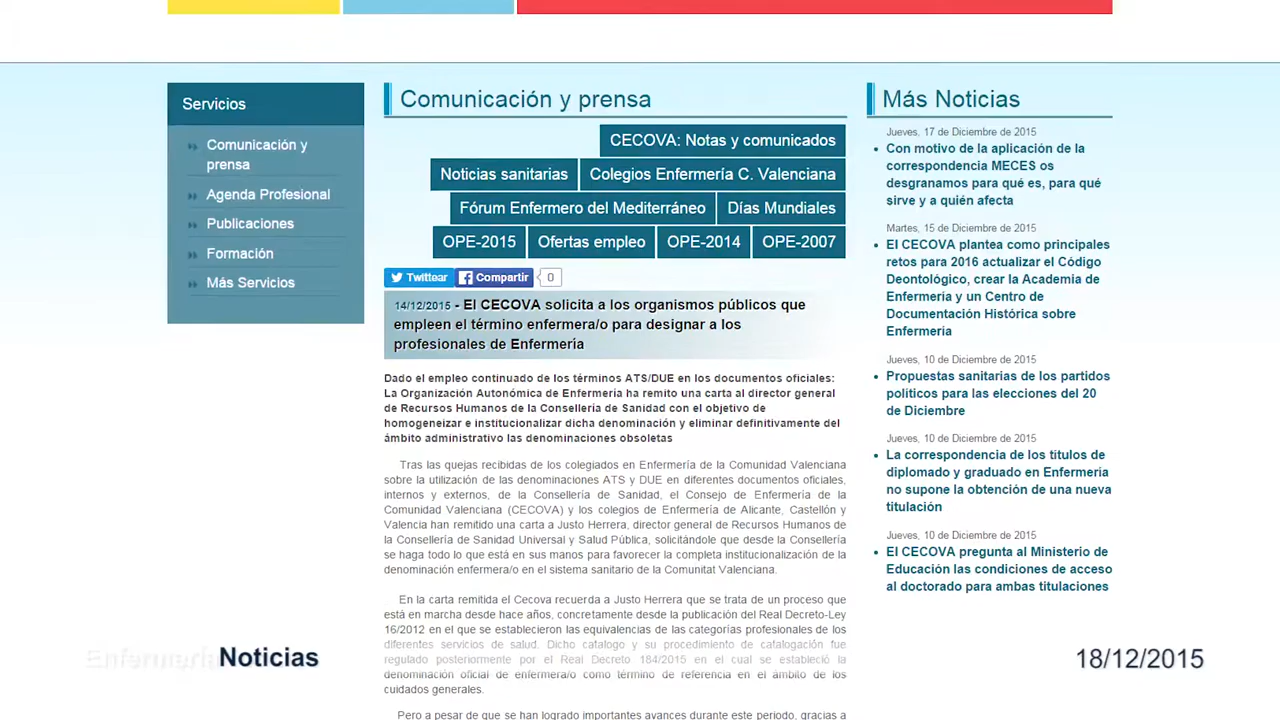 Servicios
Comunicación y
prensa
Agenda Profesional
Publicaciones
Formación
Más Servicios
Comunicación y prensa
CECOVA: Notas y comunicados
Noticias sanitarias
Colegios Enfermería C. Valenciana
Fórum Enfermero del Mediterráneo
Días Mundiales
OPE-2015
Ofertas empleo
OPE-2014
OPE-2007
Twittear
Compartir
0
14/12/2015 - El CECOVA solicita a los organismos públicos que
empleen el término enfermera/o para designar a los
profesionales de Enfermería
Dado el empleo continuado de los términos ATS/DUE en los documentos oficiales:
La Organización Autonómica de Enfermería ha remito una carta al director general
de Recursos Humanos de la Consellería de Sanidad con el objetivo de
homogeneizar e institucionalizar dicha denominación y eliminar definitivamente del
ámbito administrativo las denominaciones obsoletas
Tras las quejas recibidas de los colegiados en Enfermería de la Comunidad Valenciana
sobre la utilización de las denominaciones ATS y DUE en diferentes documentos oficiales,
internos y externos, de la Consellería de Sanidad, el Consejo de Enfermería de la
Comunidad Valenciana (CECOVA) y los colegios de Enfermería de Alicante, Castellón y
Valencia han remitido una carta a Justo Herrera, director general de Recursos Humanos de
la Consellería de Sanidad Universal y Salud Pública, solicitándole que desde la Consellería
se haga todo lo que está en sus manos para favorecer la completa institucionalización de la
denominación enfermera/o en el sistema sanitario de la Comunitat Valenciana.
En la carta remitida el Cecova recuerda a Justo Herrera que se trata de un proceso que
está en marcha desde hace años, concretamente desde la publicación del Real Decreto-Ley
16/2012 en el que se establecieron las equivalencias de las categorías profesionales de los
diferentes servicios de salud. Dicho catalogo y su procedimiento de catalogación fue
regulado posteriormente por el Real Decreto 184/2015 en el cual se estableció la
denominación oficial de enfermera/o como término de referencia en el ámbito de los
cuidados generales.
Pero a pesar de que se han logrado importantes avances durante este periodo, gracias a
Más Noticias
Jueves, 17 de Diciembre de 2015
Con motivo de la aplicación de la
correspondencia MECES os
desgranamos para qué es, para qué
sirve y a quién afecta
Martes, 15 de Diciembre de 2015
El CECOVA plantea como principales
retos para 2016 actualizar el Código
Deontológico, crear la Academia de
Enfermería y un Centro de
Documentación Histórica sobre
Enfermería
Jueves, 10 de Diciembre de 2015
Propuestas sanitarias de los partidos
políticos para las elecciones del 20
de Diciembre
Jueves, 10 de Diciembre de 2015
La correspondencia de los títulos de
diplomado y graduado en Enfermería
no supone la obtención de una nueva
titulación
Jueves, 10 de Diciembre de 2015
El CECOVA pregunta al Ministerio de
Educación las condiciones de acceso
al doctorado para ambas titulaciones
Enfermería Noticias
18/12/2015